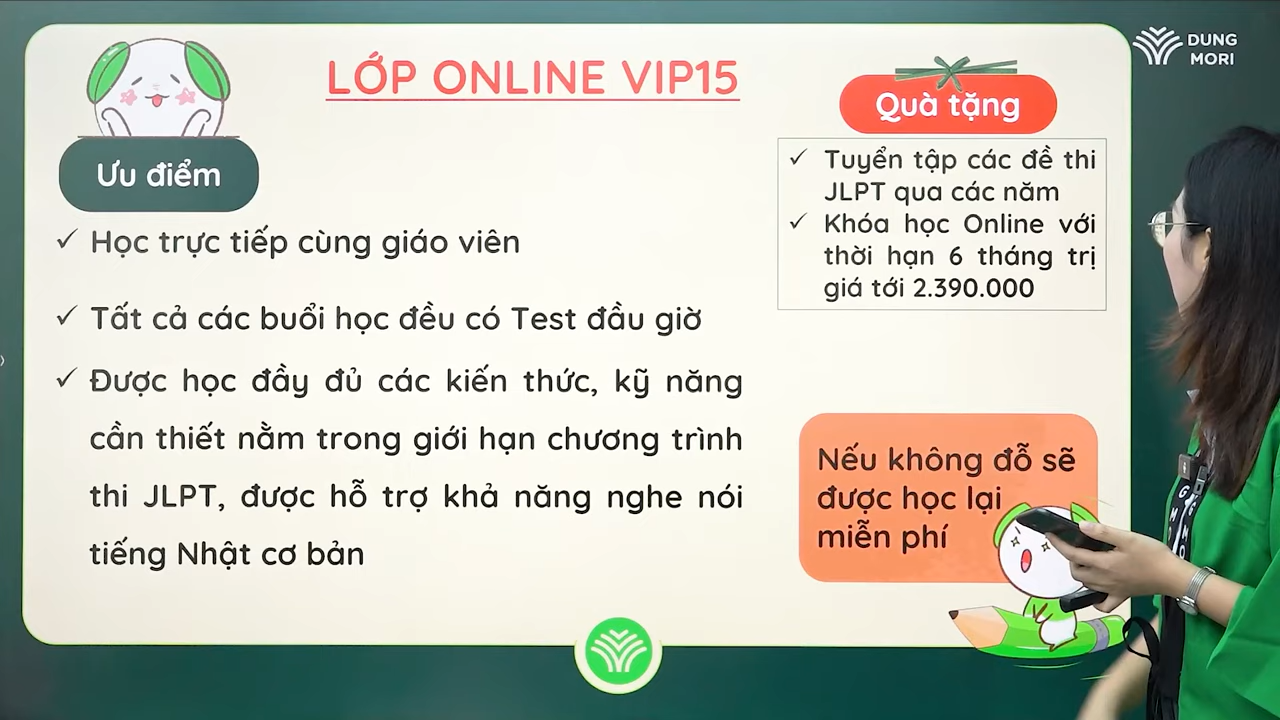 LỚP ONLINE VIP15
DUNG
MORI
Quà tặng
Tuyển tập các đề thi
JLPT qua các năm
Khóa học Online với
thời hạn 6 tháng trị
giá tới 2.390.000
Ưu điểm
Học trực tiếp cùng giáo viên
Tất cả các buổi học đều có Test đầu giờ
Được học đầy đủ các kiến thức, kỹ năng
cần thiết nằm trong giới hạn chương trình
thi JLPT, được hỗ trợ khả năng nghe nói
tiếng Nhật cơ bản
Nếu không đỗ sẽ
được học lại
miễn phí